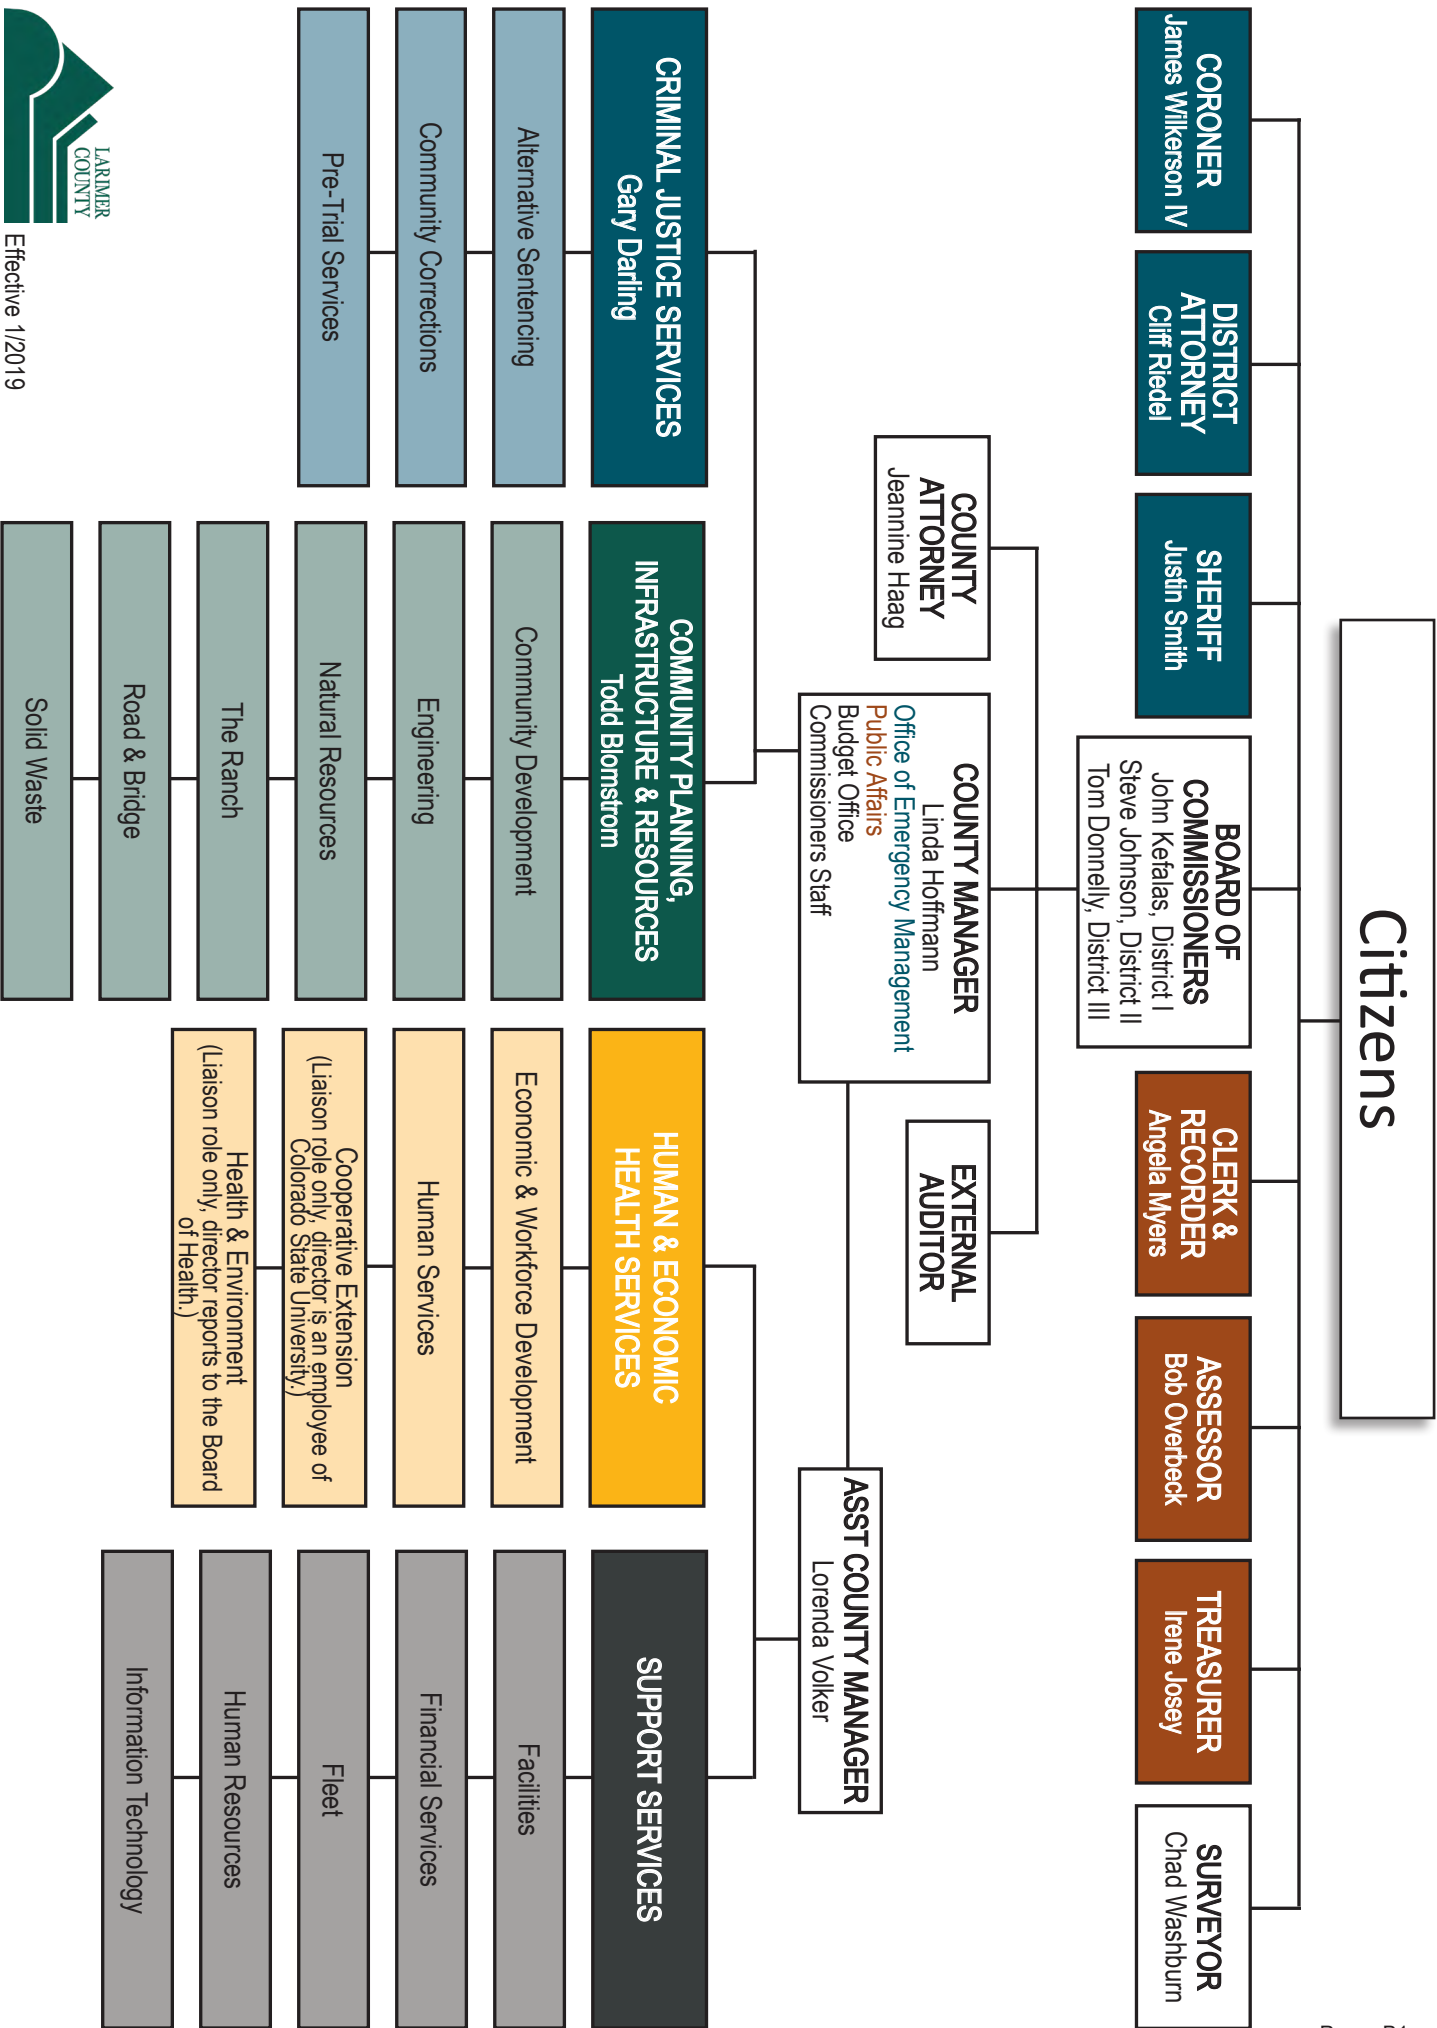 Citizens
CORONER
James Wilkerson IV
DISTRICT
ATTORNEY
Cliff Riedel
SHERIFF
Justin Smith
BOARD OF
COMMISSIONERS
John Kefalas, District I
Steve Johnson, District II
Tom Donnelly, District III
CLERK &
RECORDER
Angela Myers
ASSESSOR
Bob Overbeck
TREASURER
Irene Josey
SURVEYOR
Chad Washburn
COUNTY
ATTORNEY
Jeannine Haag
COUNTY MANAGER
Linda Hoffmann
Office of Emergency Management
Public Affairs
Budget Office
Commissioners Staff
EXTERNAL
AUDITOR
ASST COUNTY MANAGER
Lorenda Volker
CRIMINAL JUSTICE SERVICES
Gary Darling
Alternative Sentencing
Community Corrections
Pre-Trial Services
COMMUNITY PLANNING,
INFRASTRUCTURE & RESOURCES
Todd Blomstrom
Community Development
Engineering
Natural Resources
The Ranch
Road & Bridge
Solid Waste
HUMAN & ECONOMIC
HEALTH SERVICES
Economic & Workforce Development
Human Services
Cooperative Extension
(Liaison role only, director is an employee of
Colorado State University.)
Health & Environment
(Liaison role only, director reports to the Board
of Health.)
SUPPORT SERVICES
Facilities
Financial Services
Fleet
Human Resources
Information Technology
LARIMER
COUNTY
Effective 1/2019